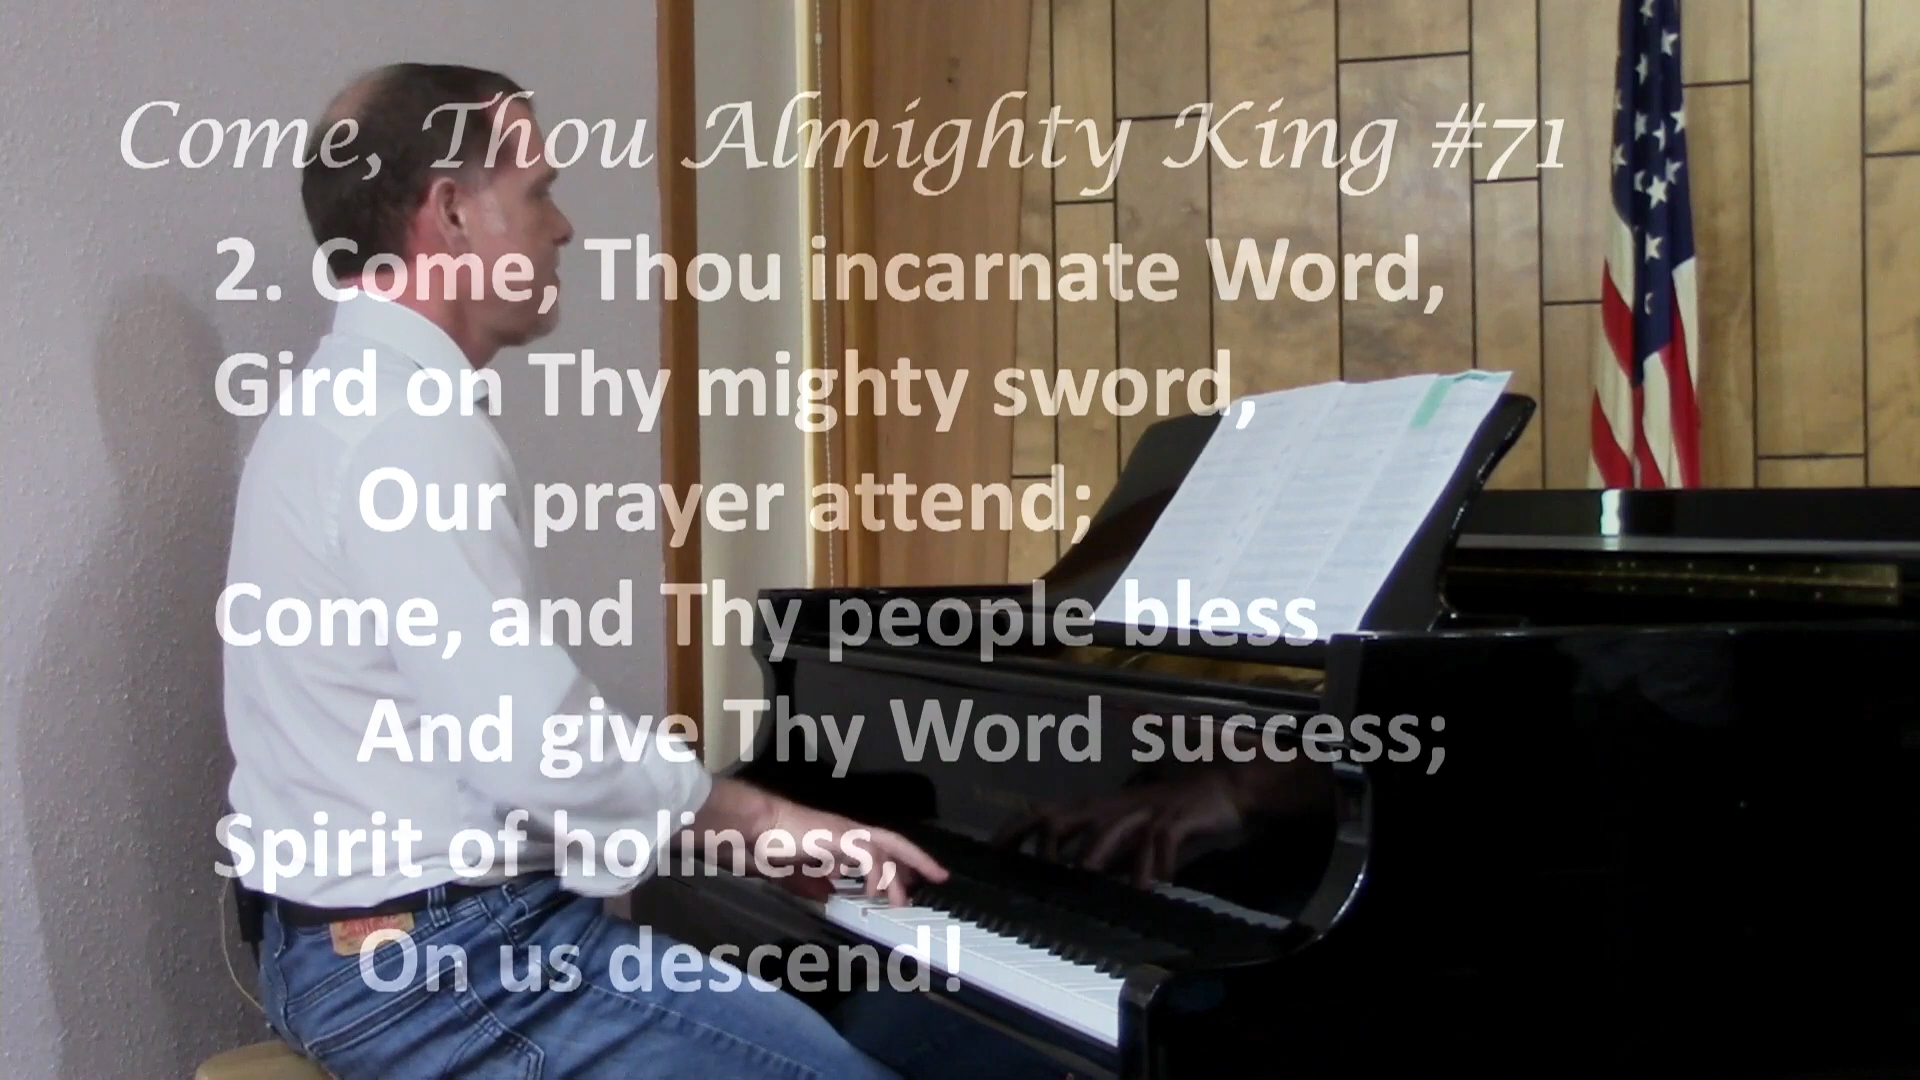 Come, Thou Almighty King #71
2. Come, Thou incarnate Word,
Gird on Thy mighty sword,
Our prayer attend;
Come, and Thy people bless
And give Thy Word success;
Spirit of holiness,
On us descend!